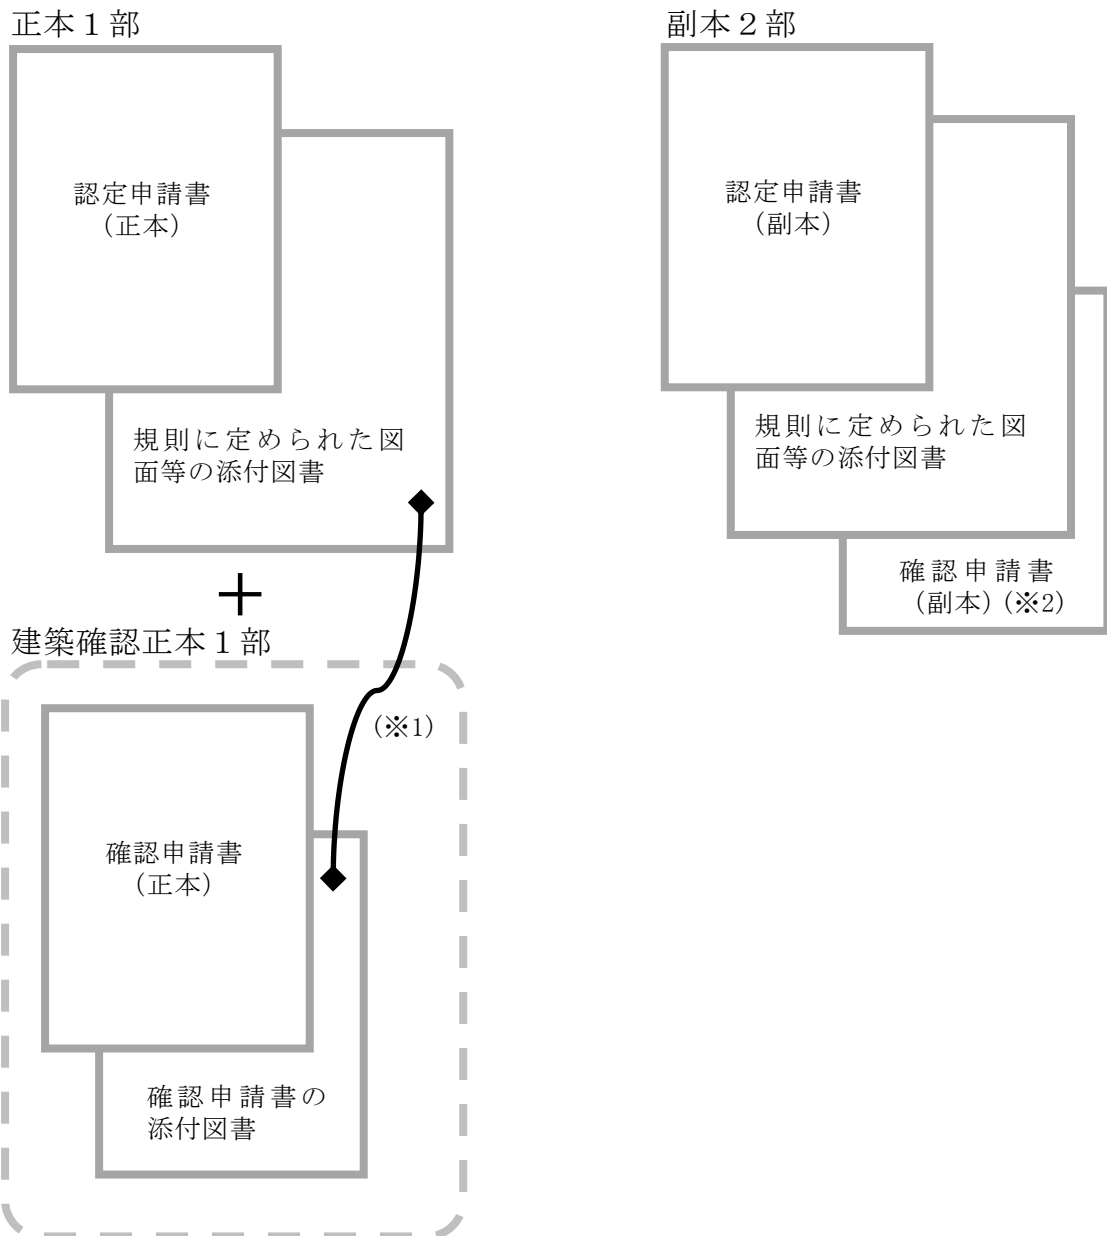 正本１部
認定申請書
（正本）
規則に定められた図
面等の添付図書
＋
建築確認正本１部
（※1）
確認申請書
（正本）
確認申請書の
添付図書
副本２部
認定申請書
（副本）
規則に定められた図
面等の添付図書
確認申請書
（副本）（※2）